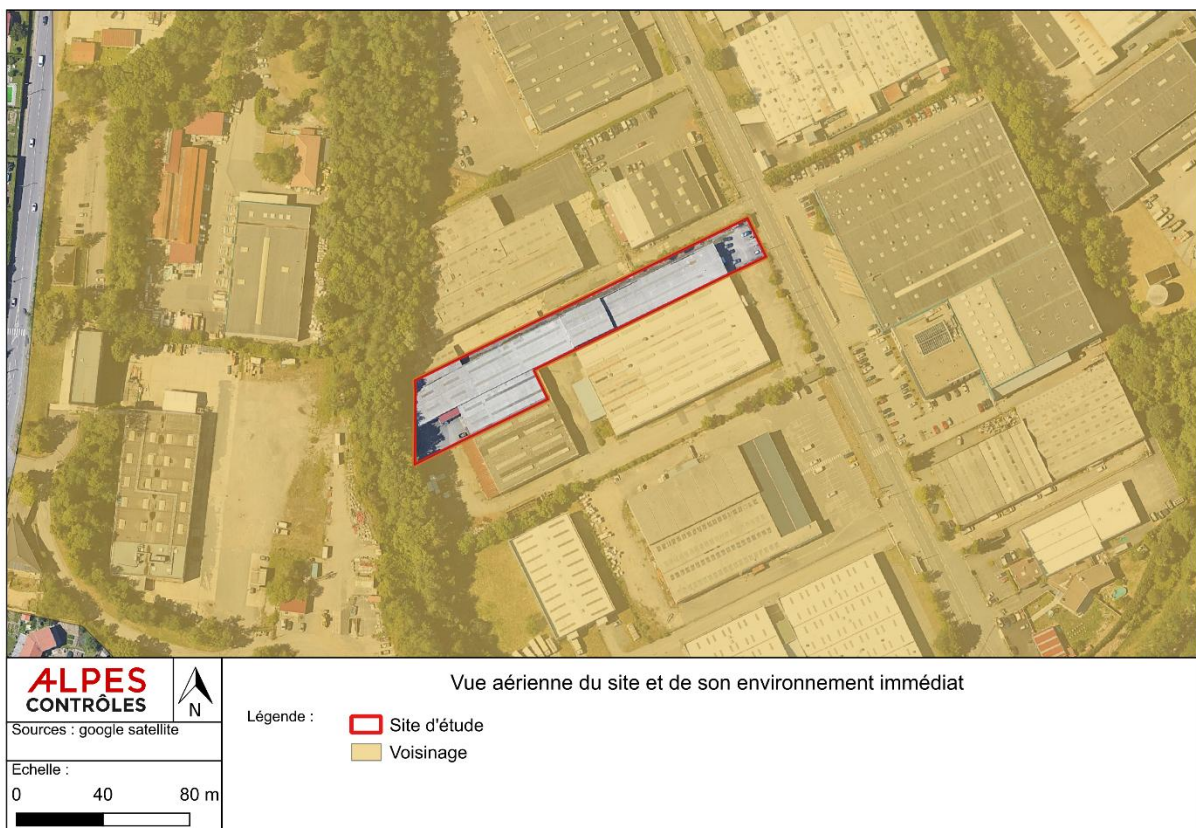 ALPES
CONTRÔLES
N
Sources : google satellite
Echelle :
0 40 80 m
Vue aérienne du site et de son environnement immédiat
Légende :
Site d'étude
Voisinage